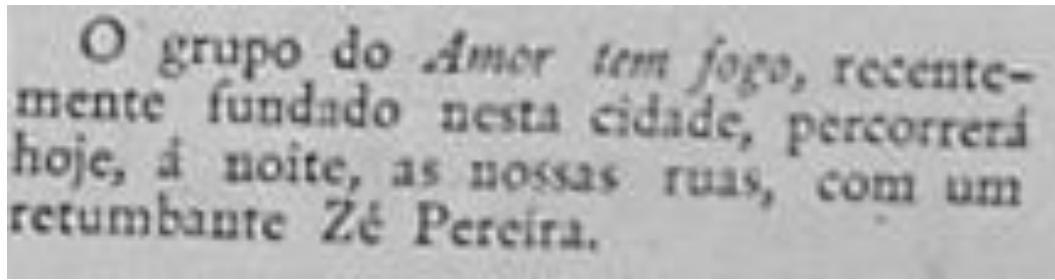 O grupo do Amor tem fogo, recente-
mente fundado nesta cidade, percorrerá
hoje, á noite, as nossas ruas, com um
retumbante Zé Pereira.